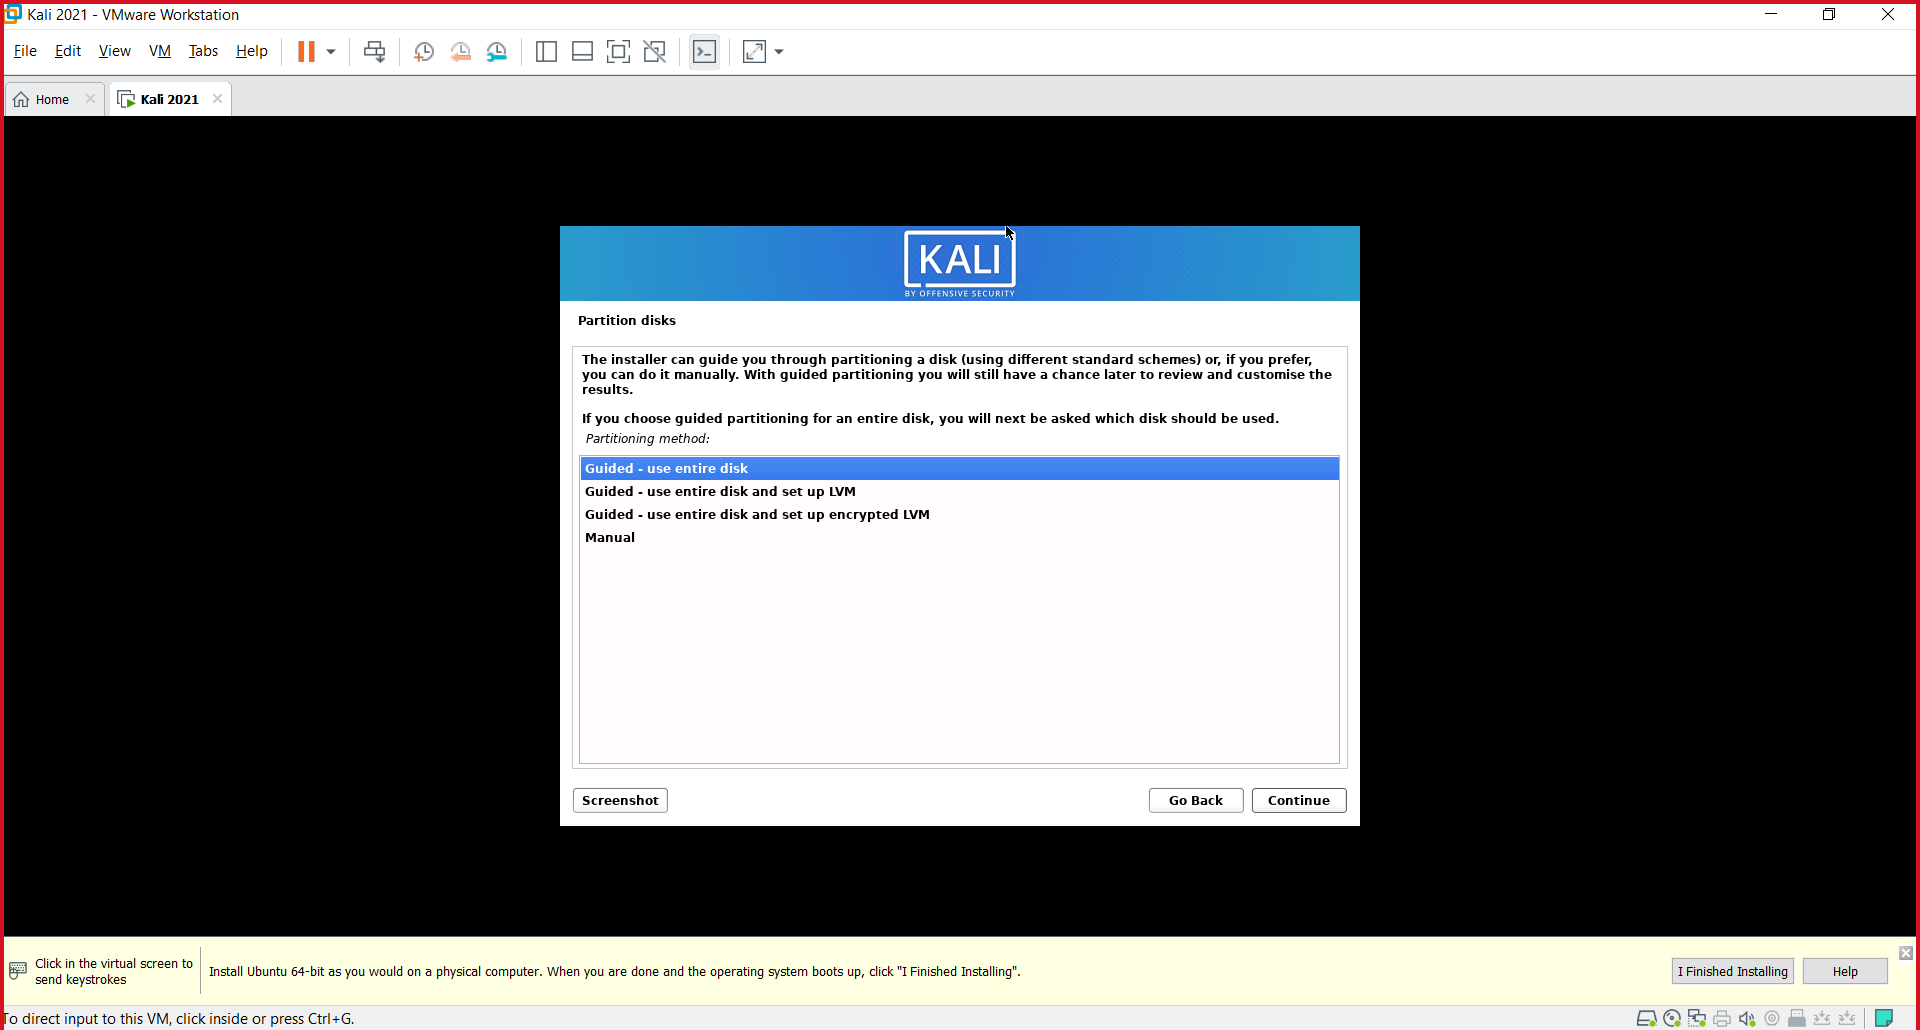 Kali 2021 - VMware Workstation
File Edit View VM Tabs Help
Home Kali 2021
KALI
BY OFFENSIVE SECURITY
Partition disks
The installer can guide you through partitioning a disk (using different standard schemes) or, if you prefer,
you can do it manually. With guided partitioning you will still have a chance later to review and customise the
results.
If you choose guided partitioning for an entire disk, you will next be asked which disk should be used.
Partitioning method:
Guided - use entire disk
Guided - use entire disk and set up LVM
Guided - use entire disk and set up encrypted LVM
Manual
Screenshot Go Back Continue
Click in the virtual screen to
send keystrokes
Install Ubuntu 64-bit as you would on a physical computer. When you are done and the operating system boots up, click "I Finished Installing".
I Finished Installing Help
To direct input to this VM, click inside or press Ctrl+G.